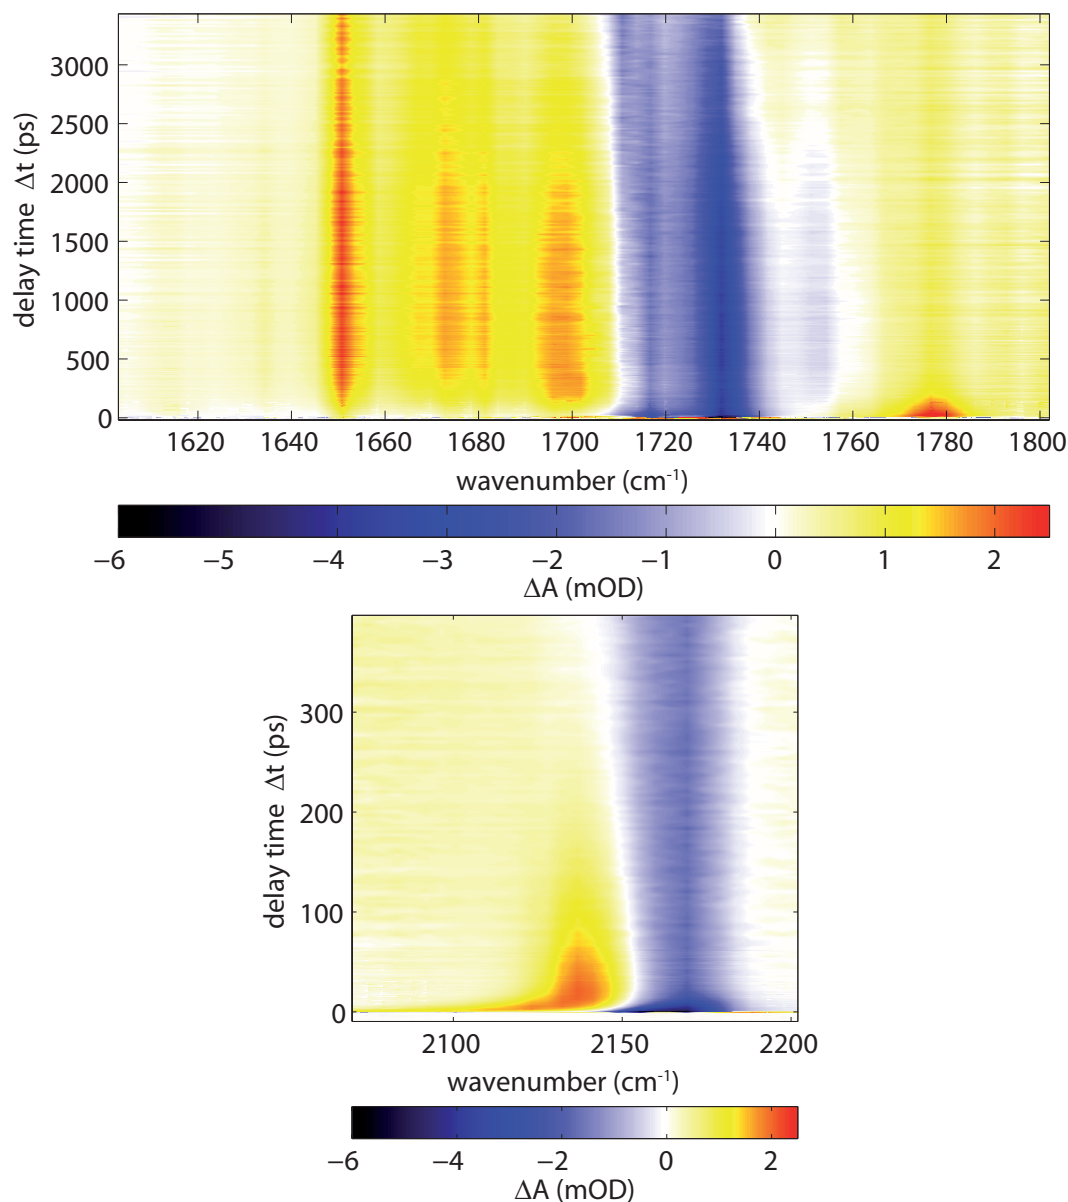 3000
2500
2000
1500
1000
500
0
delay time Δt (ps)
1620 1640 1660 1680 1700 1720 1740 1760 1780 1800
wavenumber (cm⁻¹)
−6 −5 −4 −3 −2 −1 0 1 2
ΔA (mOD)
300
200
100
0
delay time Δt (ps)
2100 2150 2200
wavenumber (cm⁻¹)
−6 −4 −2 0 2
ΔA (mOD)